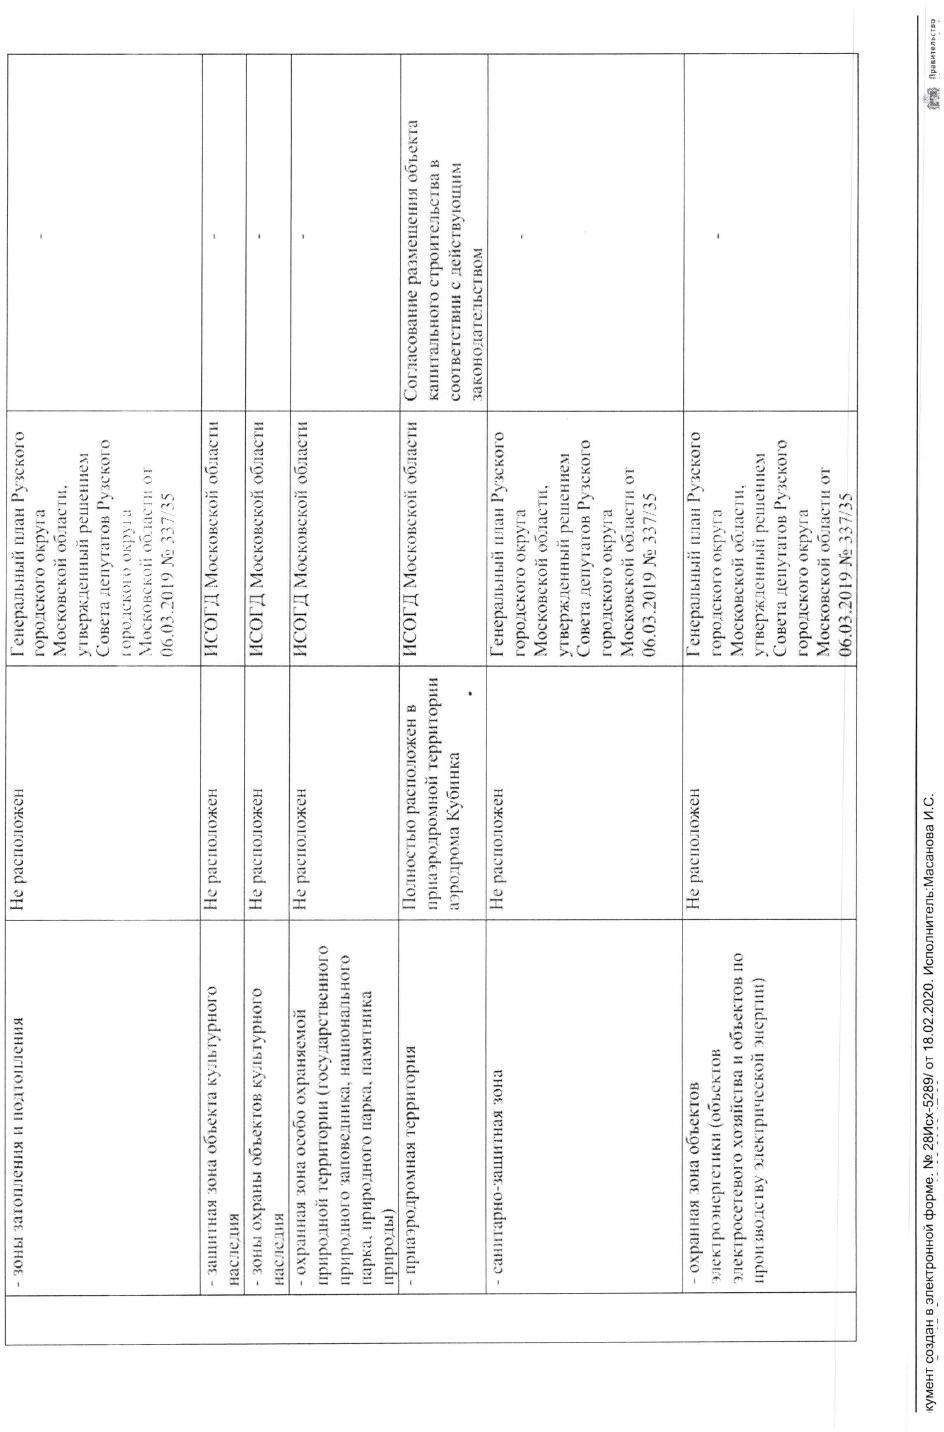 - зоны затопления и подтопления
Не расположен
Генеральный план Рузского
городского округа
Московской области,
утвержденный решением
Совета депутатов Рузского
городского округа
Московской области от
06.03.2019 № 337/35
-
- защитная зона объекта культурного
наследия
Не расположен
ИСОГД Московской области
-
- зоны охраны объектов культурного
наследия
Не расположен
ИСОГД Московской области
-
- охранная зона особо охраняемой
природной территории (государственного
природного заповедника, национального
парка, природного парка, памятника
природы)
Не расположен
ИСОГД Московской области
-
- приаэродромная территория
Полностью расположен в
приаэродромной территории
аэродрома Кубинка
ИСОГД Московской области
Согласование размещения объекта
капитального строительства в
соответствии с действующим
законодательством
- санитарно-защитная зона
Не расположен
Генеральный план Рузского
городского округа
Московской области,
утвержденный решением
Совета депутатов Рузского
городского округа
Московской области от
06.03.2019 № 337/35
-
- охранная зона объектов
электроэнергетики (объектов
электросетевого хозяйства и объектов по
производству электрической энергии)
Не расположен
Генеральный план Рузского
городского округа
Московской области,
утвержденный решением
Совета депутатов Рузского
городского округа
Московской области от
06.03.2019 № 337/35
-
кумент создан в электронной форме. № 28Исх-5289/ от 18.02.2020. Исполнитель:Масанова И.С.
Правительство